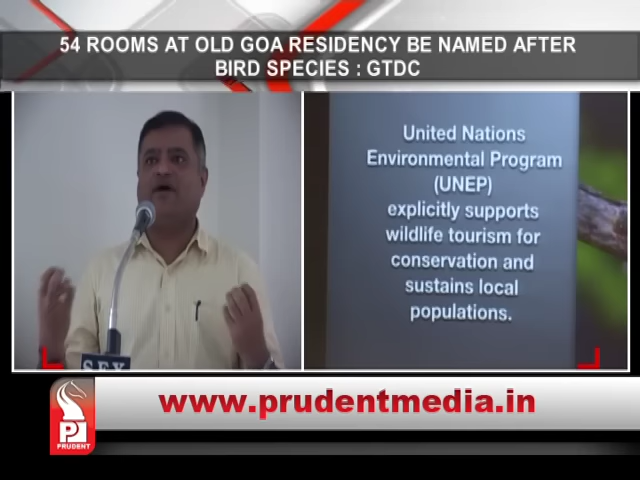 54 ROOMS AT OLD GOA RESIDENCY BE NAMED AFTER
BIRD SPECIES : GTDC
United Nations
Environmental Program
(UNEP)
explicitly supports
wildlife tourism for
conservation and
sustains local
populations.
www.prudentmedia.in
PRUDENT